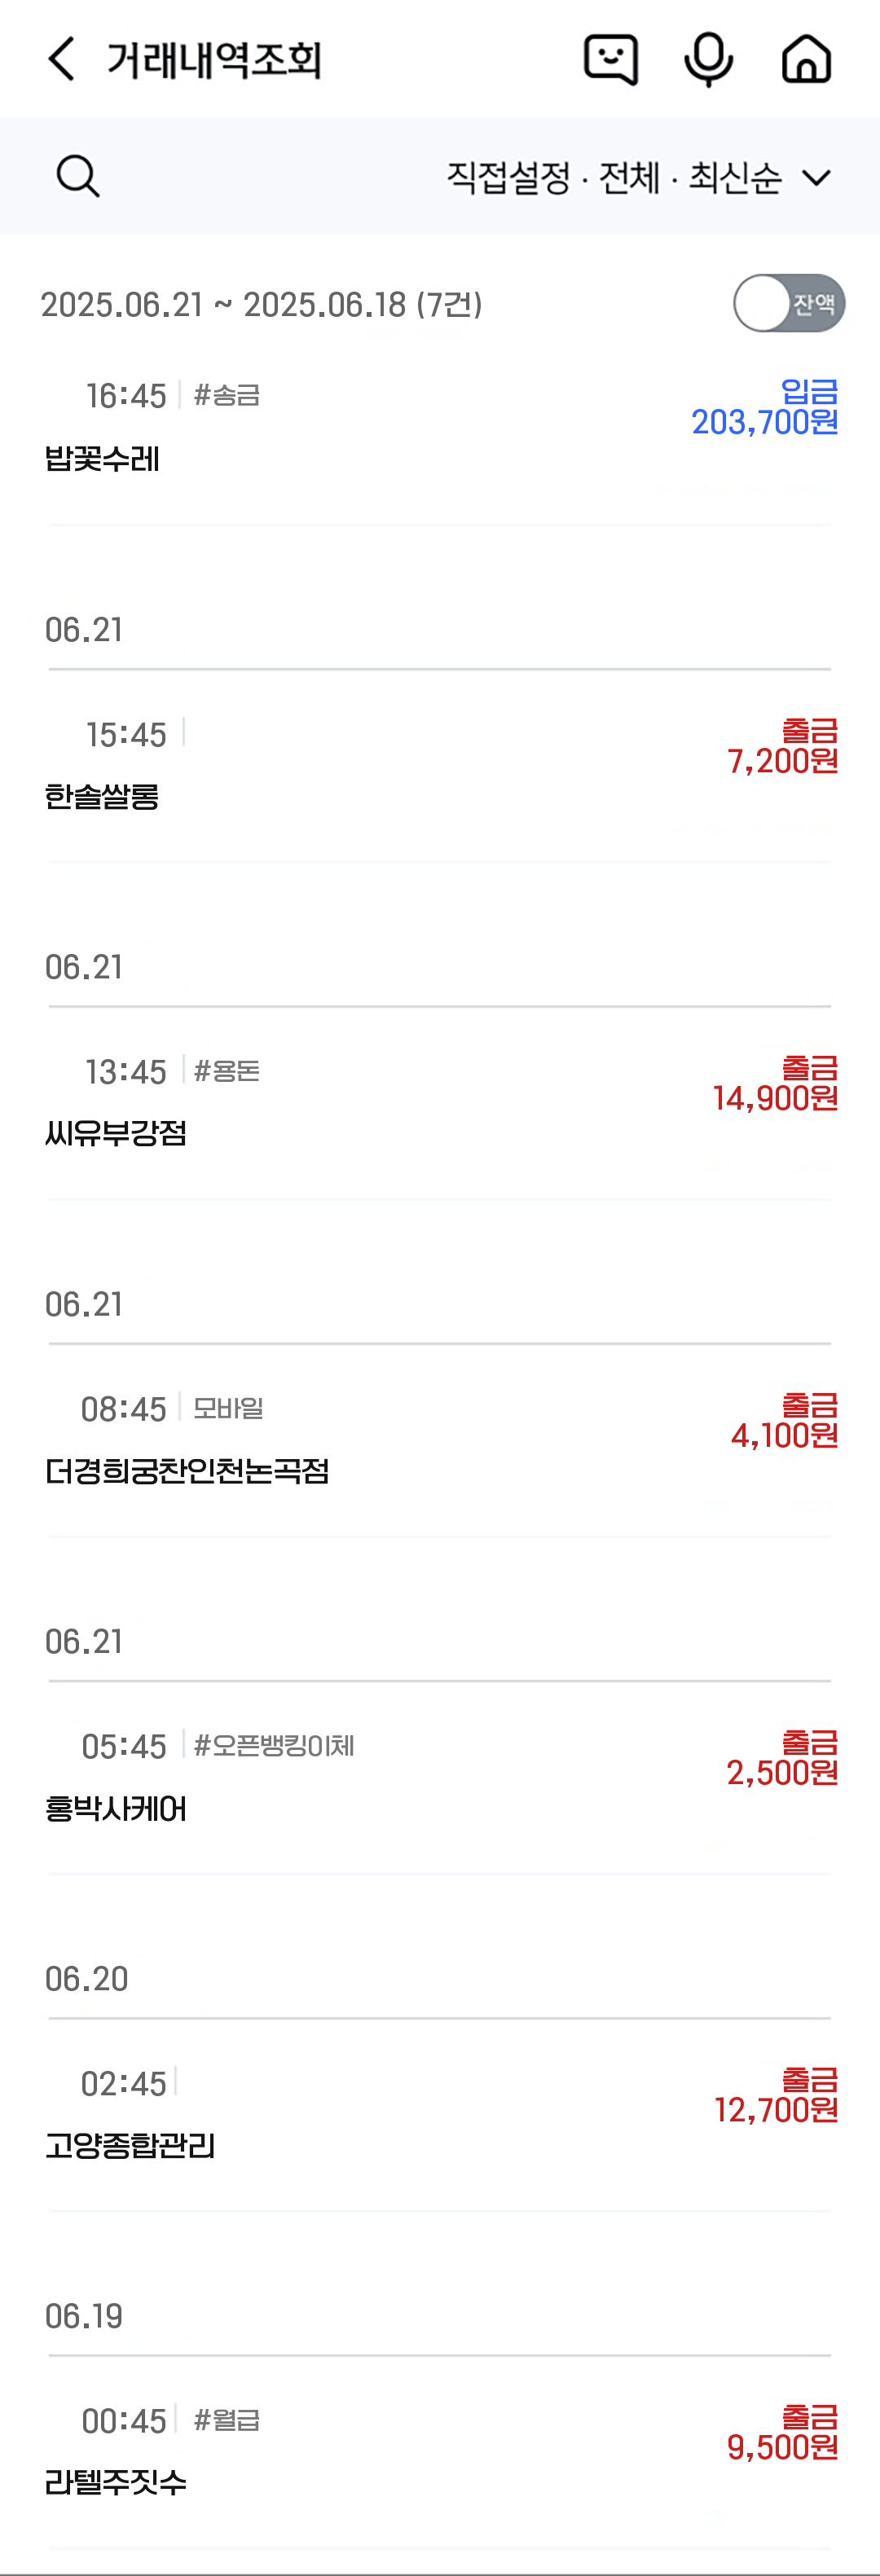 거래내역조회
직접설정 · 전체 · 최신순
2025.06.21 ~ 2025.06.18 (7건)
잔액
16:45 #송금
입금
203,700원
밥꽃수레
06.21
15:45
출금
7,200원
한솔쌀롱
06.21
13:45 #용돈
출금
14,900원
씨유부강점
06.21
08:45 모바일
출금
4,100원
더경희궁찬인천논곡점
06.21
05:45 #오픈뱅킹이체
출금
2,500원
홍박사케어
06.20
02:45
출금
12,700원
고양종합관리
06.19
00:45 #월급
출금
9,500원
라텔주짓수